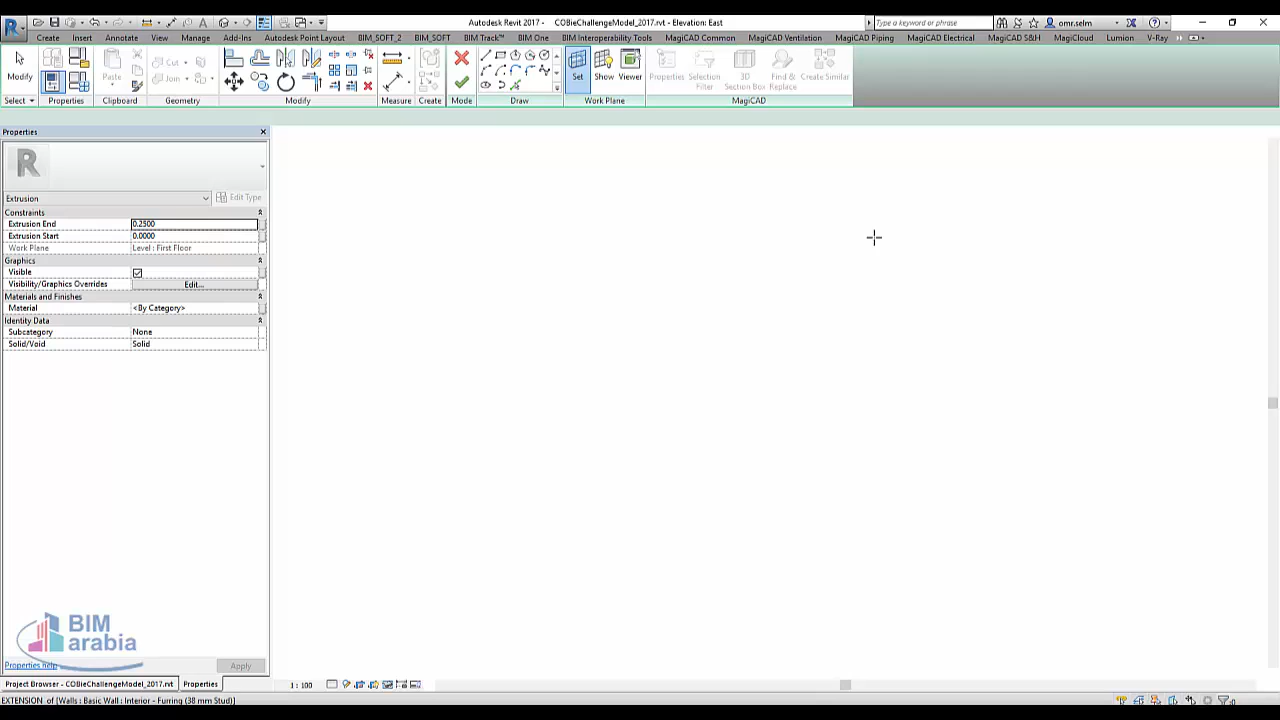 Autodesk Revit 2017 - COBieChallengeModel_2017.rvt - Elevation: East
Type a keyword or phrase
omr.selm
Create Insert Annotate View Manage Add-Ins Autodesk Point Layout BIM_SOFT_2 BIM_SOFT BIM Track™ BIM One BIM Interoperability Tools MagiCAD Common MagiCAD Ventilation MagiCAD Piping MagiCAD Electrical MagiCAD S&H MagiCloud Lumion V-Ray
Modify Paste Cut Join Set Show Viewer Properties Selection Filter 3D Section Box Find & Replace Create Similar
Select Properties Clipboard Geometry Modify Measure Create Mode Draw Work Plane MagiCAD
Properties
R
Extrusion Edit Type
Constraints
Extrusion End 0.2500
Extrusion Start 0.0000
Work Plane Level : First Floor
Graphics
Visible
Visibility/Graphics Overrides Edit...
Materials and Finishes
Material <By Category>
Identity Data
Subcategory None
Solid/Void Solid
BIM
arabia
Properties help Apply
Project Browser - COBieChallengeModel_2017.rvt Properties 1 : 100
EXTENSION of [Walls : Basic Wall : Interior - Furring (38 mm Stud)] :0